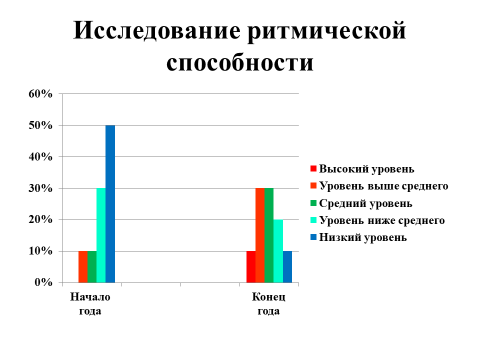 Исследование ритмической
способности
60%
50%
40%
30%
20%
10%
0%
Начало
года
Конец
года
Высокий уровень
Уровень выше среднего
Средний уровень
Уровень ниже среднего
Низкий уровень